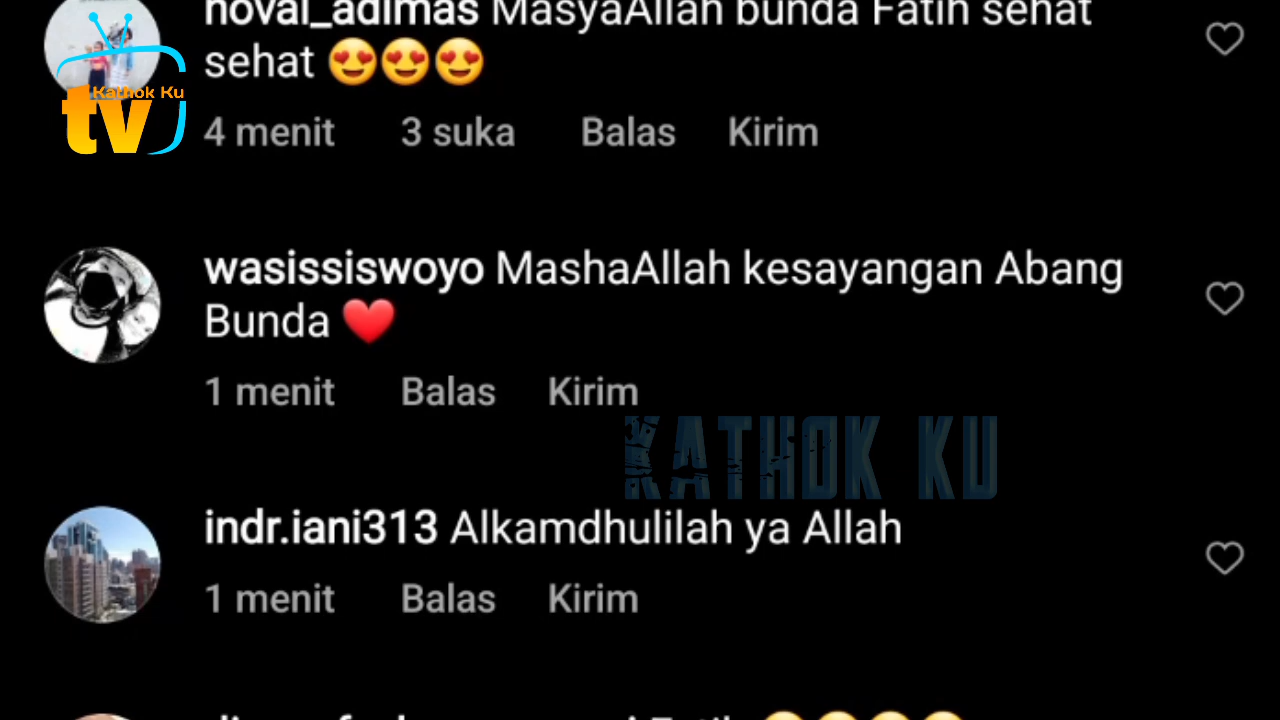 noval_adimas MasyaAllah bunda Fatih sehat
sehat 😍😍😍
Kathok Ku
tv
4 menit 3 suka Balas Kirim
wasissiswoyo MashaAllah kesayangan Abang
Bunda ❤️
1 menit Balas Kirim
KATHOK KU
indr.iani313 Alkamdhulilah ya Allah
1 menit Balas Kirim